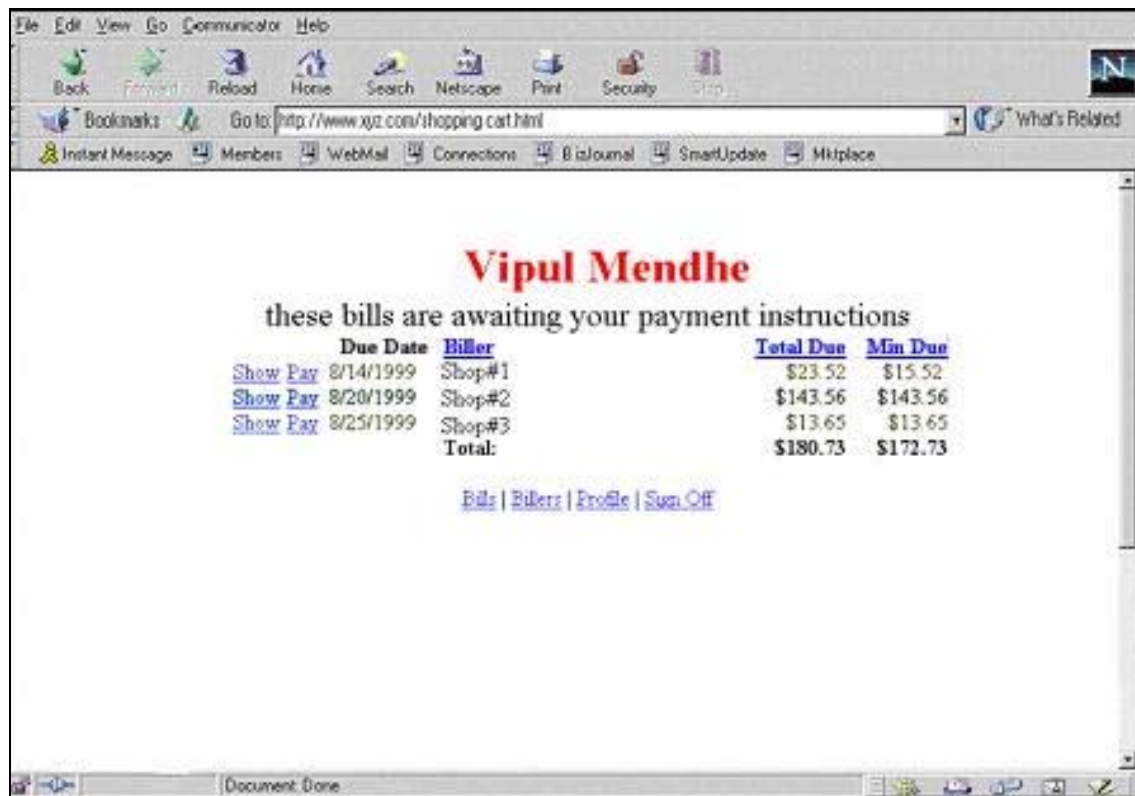 File Edit View Go Communicator Help
Back Forward Reload Home Search Netscape Print Security Stop
N
Bookmarks Go to: http://www.xyz.com/shopping cart.html What's Related
Instant Message Members WebMail Connections BizJournal SmartUpdate Mktplace
Vipul Mendhe
these bills are awaiting your payment instructions
Due Date Biller Total Due Min Due
Show Pay 8/14/1999 Shop#1 $23.52 $15.52
Show Pay 8/20/1999 Shop#2 $143.56 $143.56
Show Pay 8/25/1999 Shop#3 $13.65 $13.65
Total: $180.73 $172.73
Bills | Billers | Profile | Sign Off
Document: Done